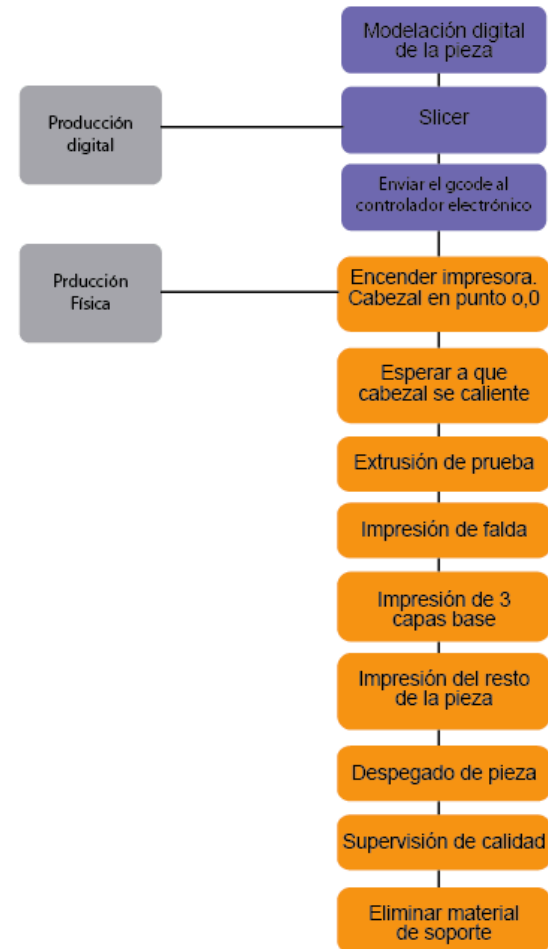 Modelación digital
de la pieza
Producción
digital
Slicer
Enviar el gcode al
controlador electrónico
Prducción
Física
Encender impresora.
Cabezal en punto o,0
Esperar a que
cabezal se caliente
Extrusión de prueba
Impresión de falda
Impresión de 3
capas base
Impresión del resto
de la pieza
Despegado de pieza
Supervisión de calidad
Eliminar material
de soporte